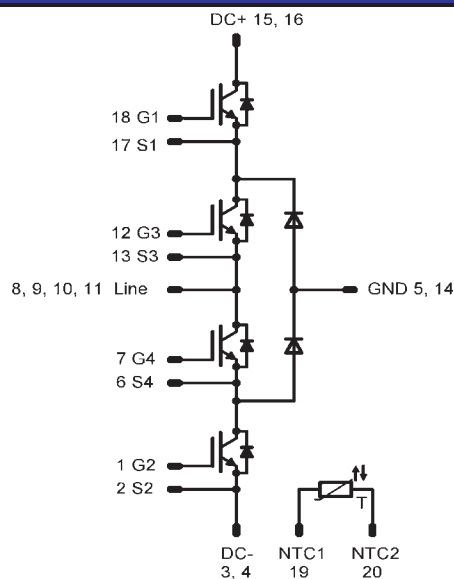 DC+ 15, 16
18 G1
17 S1
12 G3
13 S3
8, 9, 10, 11 Line
GND 5, 14
7 G4
6 S4
1 G2
2 S2
T
DC- NTC1 NTC2
3, 4 19 20